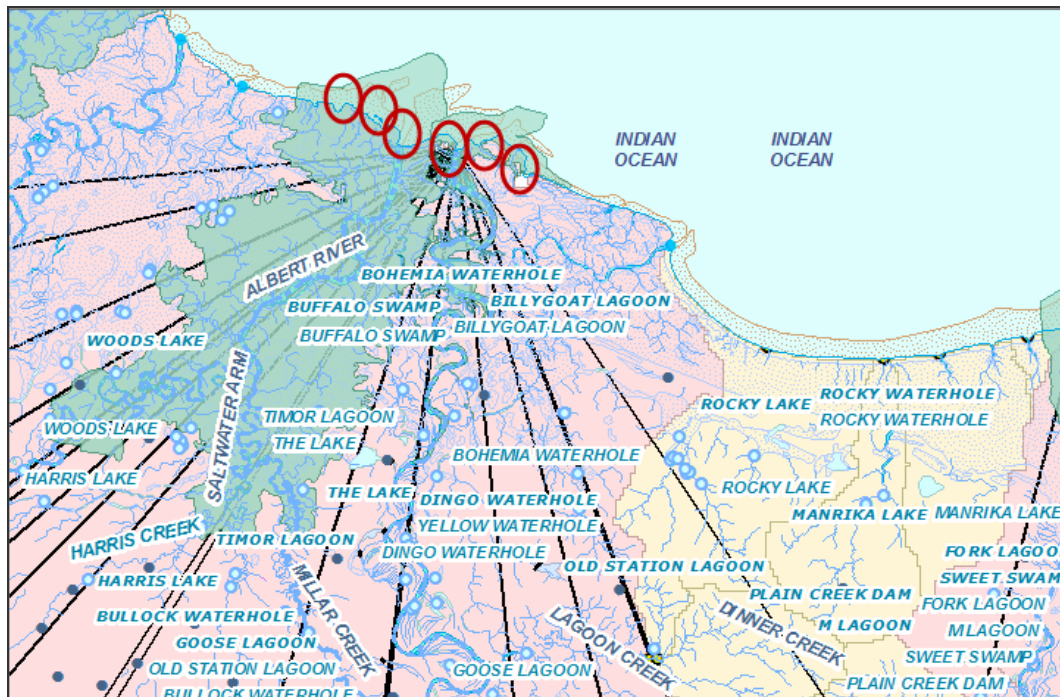 INDIAN
OCEAN
INDIAN
OCEAN
ALBERT RIVER
BOHEMIA WATERHOLE
BUFFALO SWAMP
BILLYGOAT LAGOON
BUFFALO SWAMP
BILLYGOAT LAGOON
WOODS LAKE
SALTWATER ARM
ROCKY LAKE
ROCKY WATERHOLE
TIMOR LAGOON
ROCKY WATERHOLE
WOODS LAKE
THE LAKE
BOHEMIA WATERHOLE
HARRIS LAKE
ROCKY LAKE
THE LAKE
DINGO WATERHOLE
MANRIKA LAKE
MANRIKA LAKE
YELLOW WATERHOLE
HARRIS CREEK
TIMOR LAGOON
DINGO WATERHOLE
FORK LAGOO
OLD STATION LAGOON
HARRIS LAKE
SWEET SWAM
MILLAR CREEK
PLAIN CREEK DAM
FORK LAGOON
BULLOCK WATERHOLE
LAGOON CREEK
DINNER CREEK
M LAGOON
M LAGOON
GOOSE LAGOON
SWEET SWAMP
OLD STATION LAGOON
GOOSE LAGOON
PLAIN CREEK DAM
BULLOCK WATERHOLE